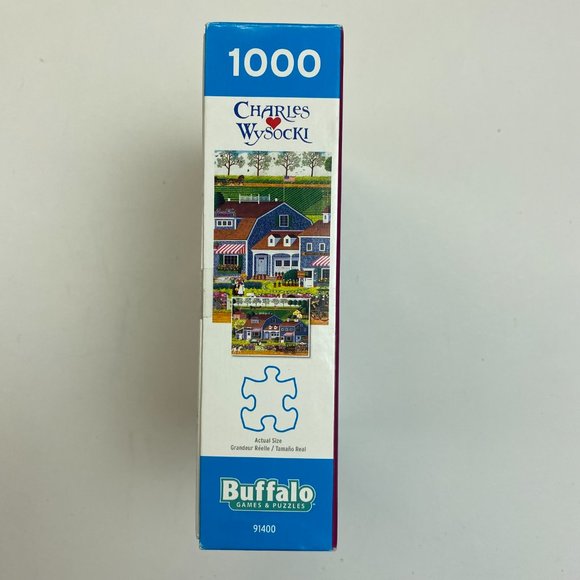 1000
CHARLES
WYSOCKI
Actual Size
Grandeur Réelle / Tamaño Real
Buffalo
GAMES & PUZZLES
91400